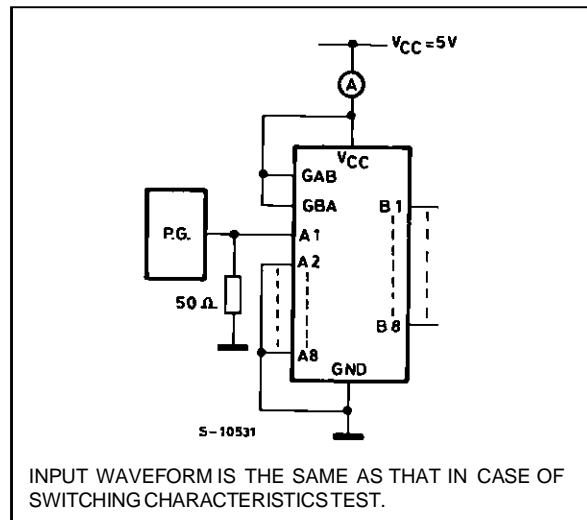 VCC=5V
A
VCC
GAB
GBA
B1
P.G.
A1
A2
50Ω
B8
A8
GND
S-10531
INPUT WAVEFORM IS THE SAME AS THAT IN CASE OF
SWITCHING CHARACTERISTICS TEST.